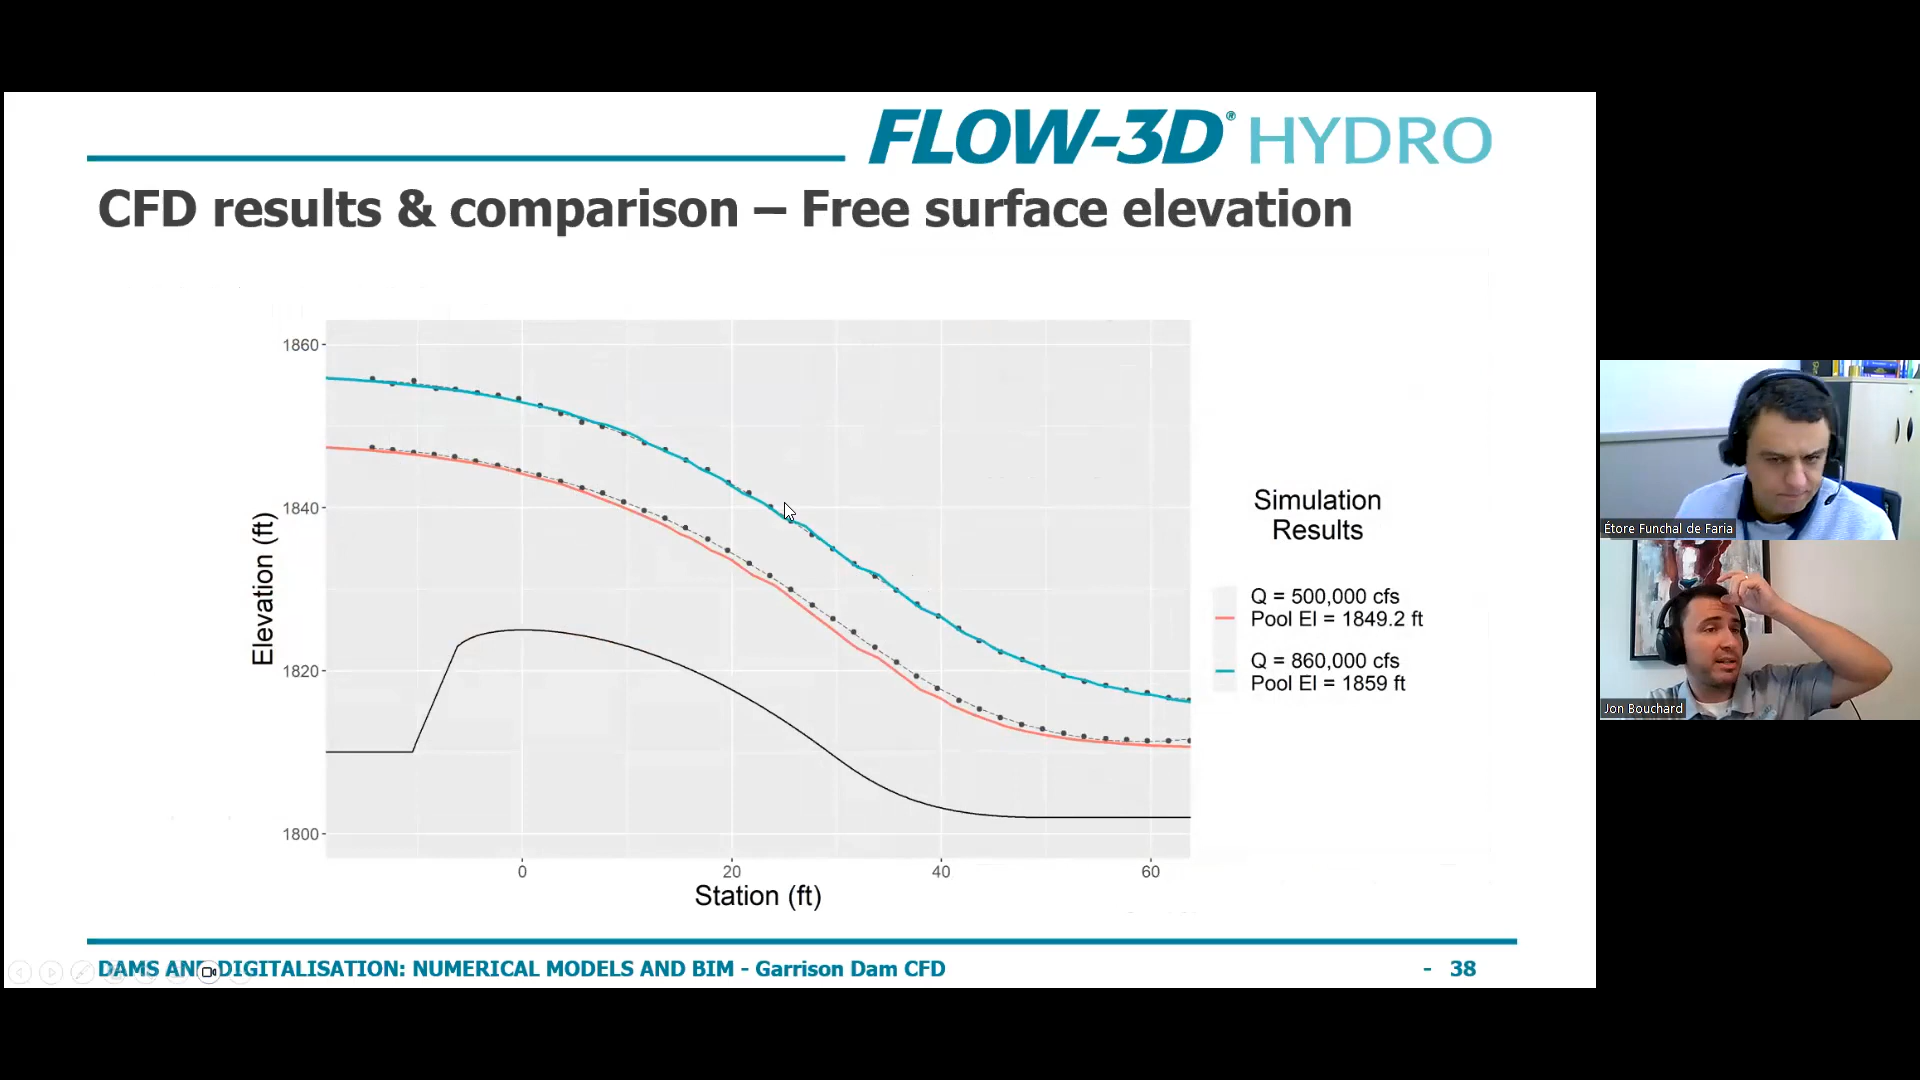 FLOW-3D® HYDRO
CFD results & comparison – Free surface elevation
1860
1840
1820
1800
Elevation (ft)
0
20
40
60
Station (ft)
Simulation
Results
Q = 500,000 cfs
Pool El = 1849.2 ft
Q = 860,000 cfs
Pool El = 1859 ft
Étore Funchal de Faria
Jon Bouchard
DAMS AND DIGITALISATION: NUMERICAL MODELS AND BIM - Garrison Dam CFD
- 38